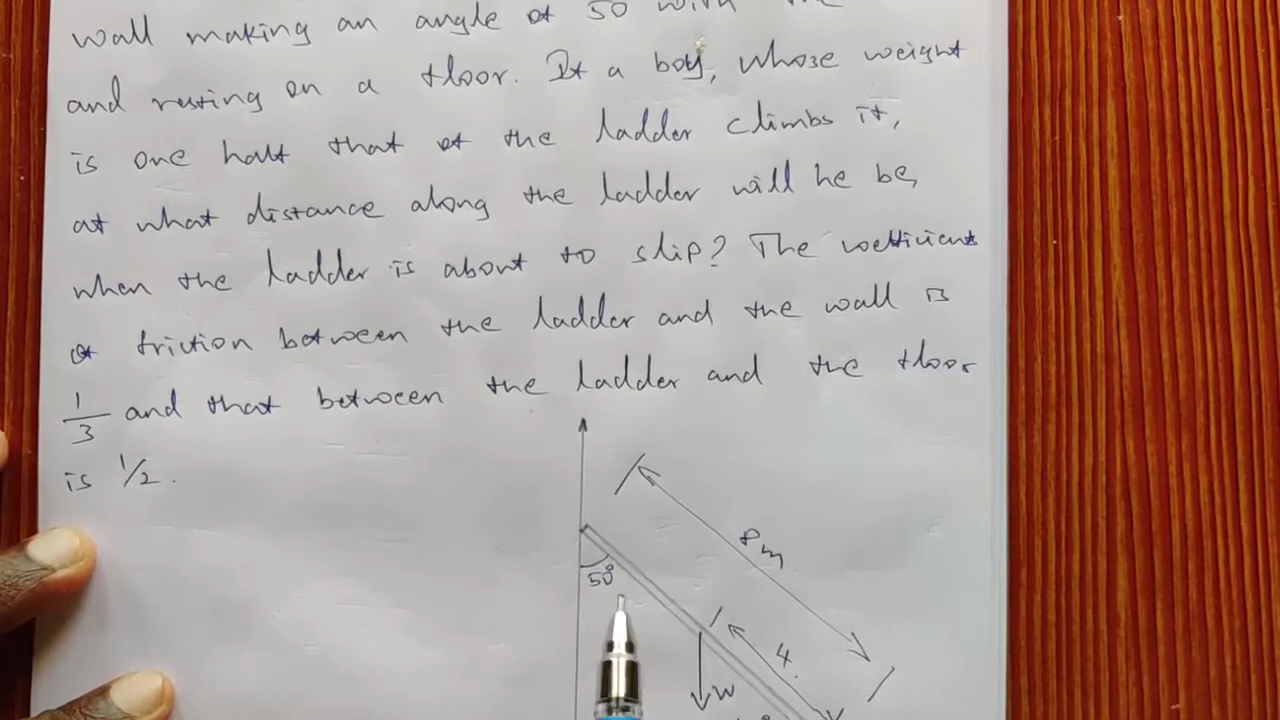 wall making an angle of 50 with the
and resting on a floor. If a boy, whose weight
is one half that of the ladder climbs it,
at what distance along the ladder will he be,
when the ladder is about to slip? The coefficient
of friction between the ladder and the wall is
1/3 and that between the ladder and the floor
is 1/2.
8m
50°
4
W